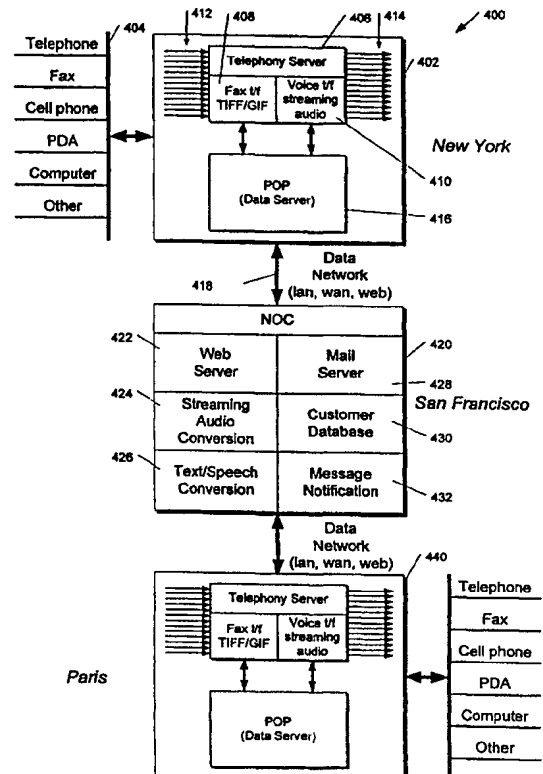 404
412
408
406
414
400
Telephone
Fax
Cell phone
PDA
Computer
Other
Telephony Server
Fax t/f
TIFF/GIF
Voice t/f
streaming
audio
402
New York
410
POP
(Data Server)
416
418
Data
Network
(lan, wan, web)
NOC
422
Web
Server
Mail
Server
420
428
San Francisco
424
Streaming
Audio
Conversion
Customer
Database
430
426
Text/Speech
Conversion
Message
Notification
432
Data
Network
(lan, wan, web)
440
Telephony Server
Fax t/f
TIFF/GIF
Voice t/f
streaming
audio
Paris
POP
(Data Server)
Telephone
Fax
Cell phone
PDA
Computer
Other